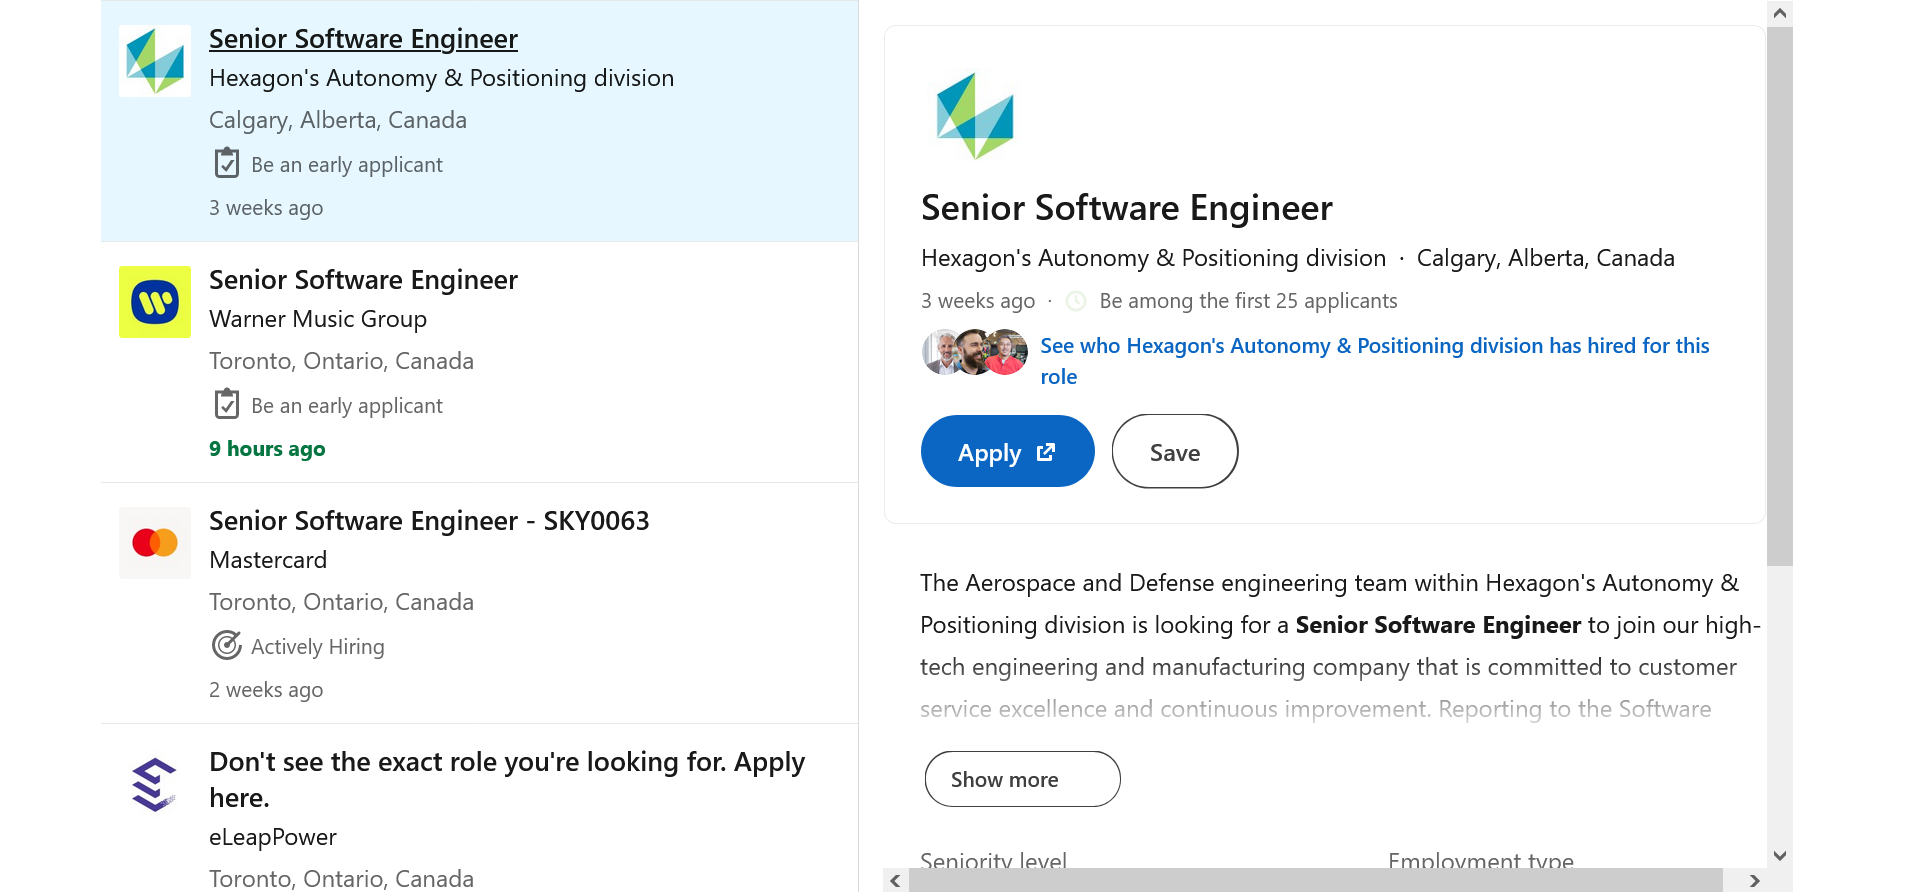 Senior Software Engineer
Hexagon's Autonomy & Positioning division
Calgary, Alberta, Canada
Be an early applicant
3 weeks ago
Senior Software Engineer
Warner Music Group
Toronto, Ontario, Canada
Be an early applicant
9 hours ago
Senior Software Engineer - SKY0063
Mastercard
Toronto, Ontario, Canada
Actively Hiring
2 weeks ago
Don't see the exact role you're looking for. Apply
here.
eLeapPower
Toronto, Ontario, Canada
Senior Software Engineer
Hexagon's Autonomy & Positioning division · Calgary, Alberta, Canada
3 weeks ago · Be among the first 25 applicants
See who Hexagon's Autonomy & Positioning division has hired for this
role
Apply Save
The Aerospace and Defense engineering team within Hexagon's Autonomy &
Positioning division is looking for a Senior Software Engineer to join our high-
tech engineering and manufacturing company that is committed to customer
service excellence and continuous improvement. Reporting to the Software
Show more
Seniority level Employment type